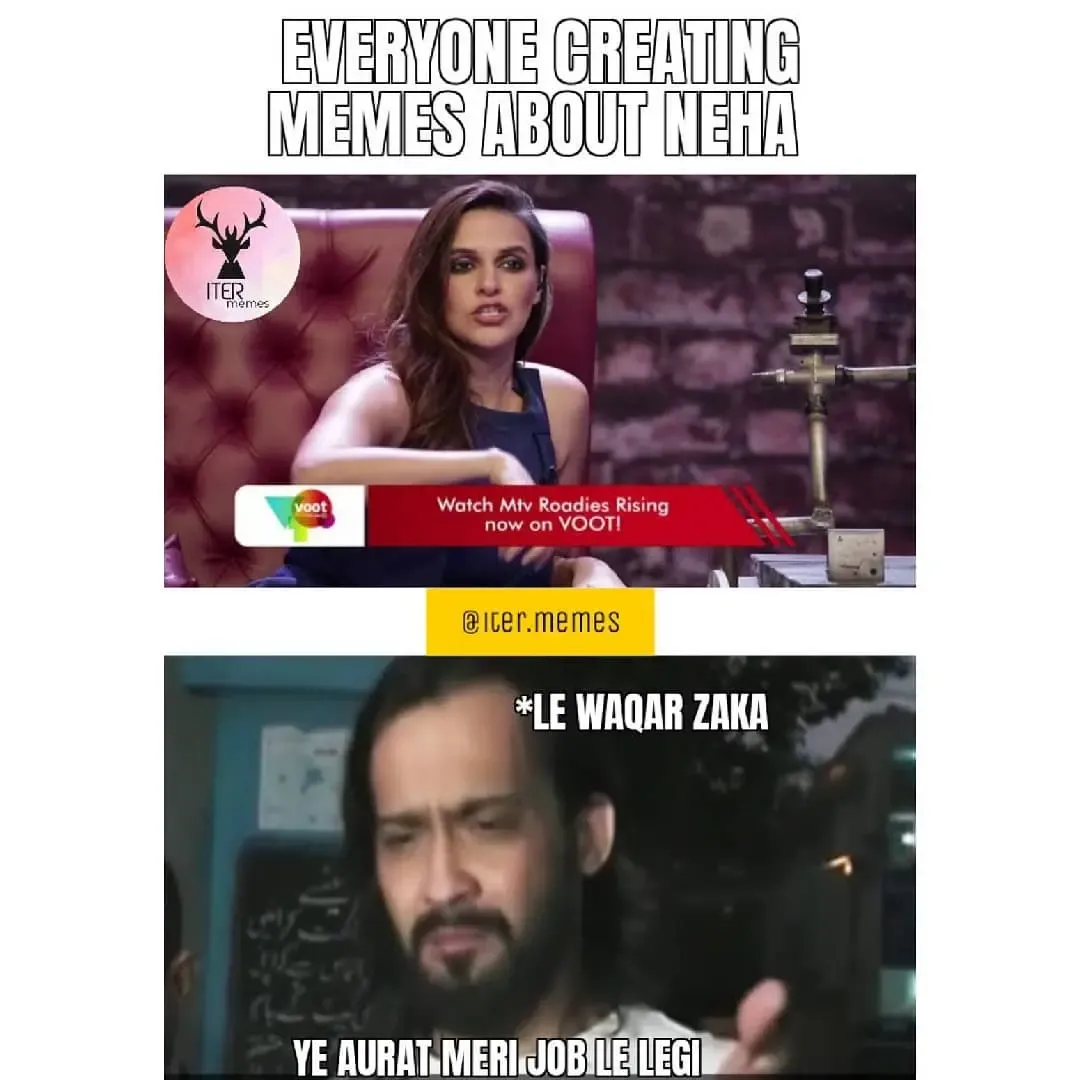 EVERYONE CREATING
MEMES ABOUT NEHA
ITER
memes
voot
Watch Mtv Roadies Rising
now on VOOT!
@iter.memes
*LE WAQAR ZAKA
YE AURAT MERI JOB LE LEGI